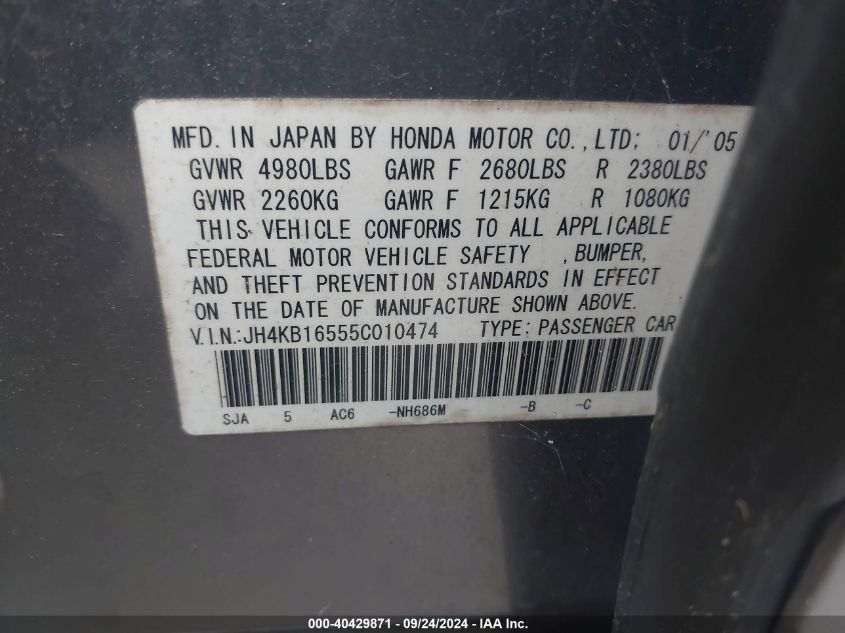 MFD. IN JAPAN BY HONDA MOTOR CO., LTD; 01/'05
GVWR 4980LBS GAWR F 2680LBS R 2380LBS
GVWR 2260KG GAWR F 1215KG R 1080KG
THIS VEHICLE CONFORMS TO ALL APPLICABLE
FEDERAL MOTOR VEHICLE SAFETY , BUMPER,
AND THEFT PREVENTION STANDARDS IN EFFECT
ON THE DATE OF MANUFACTURE SHOWN ABOVE.
V.I.N.:JH4KB16555C010474 TYPE: PASSENGER CAR
SJA 5 AC6 -NH686M -B -C
000-40429871 - 09/24/2024 - IAAI.com